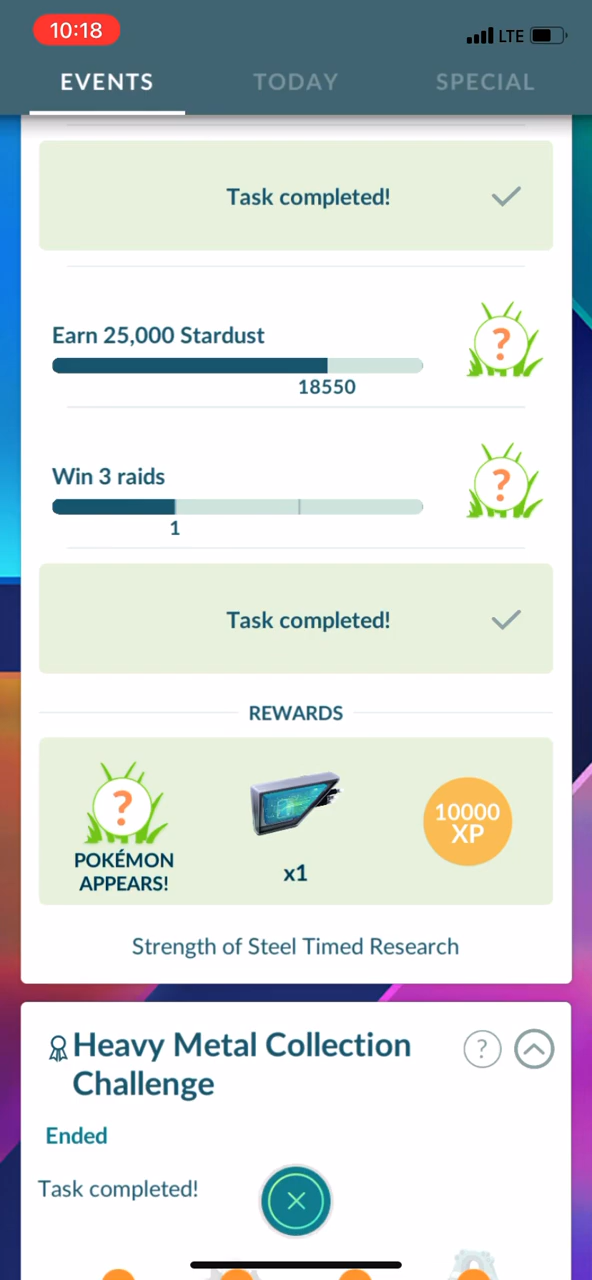 10:18
LTE
EVENTS
TODAY
SPECIAL
Task completed!
Earn 25,000 Stardust
?
18550
Win 3 raids
?
1
Task completed!
REWARDS
?
POKÉMON
APPEARS!
x1
10000
XP
Strength of Steel Timed Research
Heavy Metal Collection
Challenge
?
Ended
Task completed!